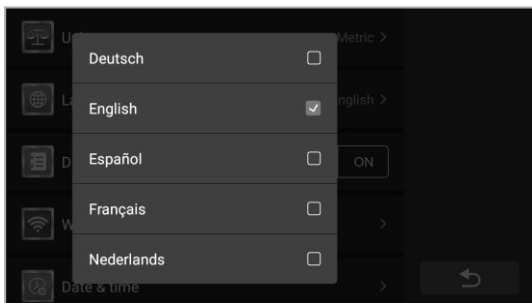 Metric >
Deutsch
English
nglish >
Español
ON
Français
Nederlands
Date & time